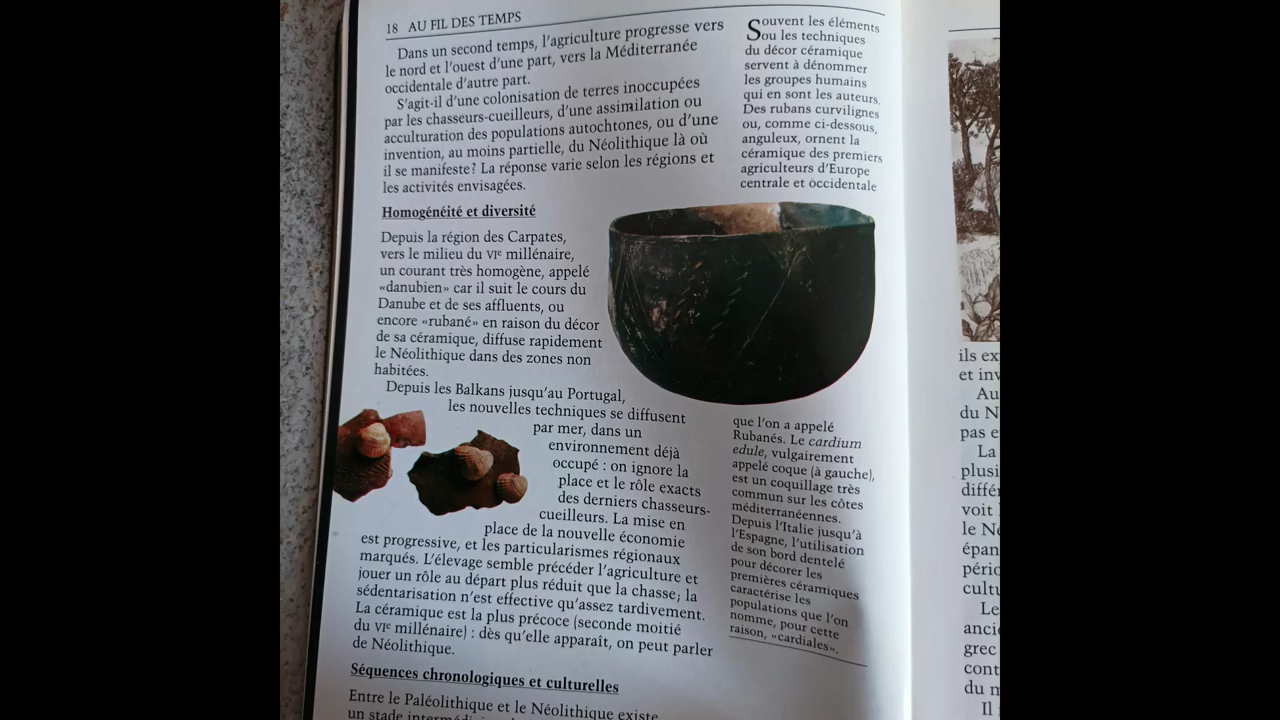 18 AU FIL DES TEMPS
Dans un second temps, l'agriculture progresse vers
le nord et l'ouest d'une part, vers la Méditerranée
occidentale d'autre part.
S'agit-il d'une colonisation de terres inoccupées
par les chasseurs-cueilleurs, d'une assimilation ou
acculturation des populations autochtones, ou d'une
invention, au moins partielle, du Néolithique là où
il se manifeste? La réponse varie selon les régions et
les activités envisagées.
Homogénéité et diversité
Depuis la région des Carpates,
vers le milieu du VIe millénaire,
un courant très homogène, appelé
«danubien» car il suit le cours du
Danube et de ses affluents, ou
encore «rubané» en raison du décor
de sa céramique, diffuse rapidement
le Néolithique dans des zones non
habitées.
Depuis les Balkans jusqu'au Portugal,
les nouvelles techniques se diffusent
par mer, dans un
environnement déjà
occupé : on ignore la
place et le rôle exacts
des derniers chasseurs-
cueilleurs. La mise en
place de la nouvelle économie
est progressive, et les particularismes régionaux
marqués. L'élevage semble précéder l'agriculture et
jouer un rôle au départ plus réduit que la chasse; la
sédentarisation n'est effective qu'assez tardivement.
La céramique est la plus précoce (seconde moitié
du VIe millénaire) : dès qu'elle apparaît, on peut parler
de Néolithique.
Séquences chronologiques et culturelles
Entre le Paléolithique et le Néolithique existe
un stade
Souvent les éléments
ou les techniques
du décor céramique
servent à dénommer
les groupes humains
qui en sont les auteurs.
Des rubans curvilignes
ou, comme ci-dessous,
anguleux, ornent la
céramique des premiers
agriculteurs d'Europe
centrale et occidentale
que l'on a appelé
Rubanés. Le cardium
edule, vulgairement
appelé coque (à gauche),
est un coquillage très
commun sur les côtes
méditerranéennes.
Depuis l'Italie jusqu'à
l'Espagne, l'utilisation
de son bord dentelé
pour décorer les
premières céramiques
caractérise les
populations que l'on
nomme, pour cette
raison, «cardiales».
ils ex
et inv
Au
du N
pas e
La
plusi
diffé
voit
le Né
épan
pério
cultu
Le
anci
grec
cont
du m
Il